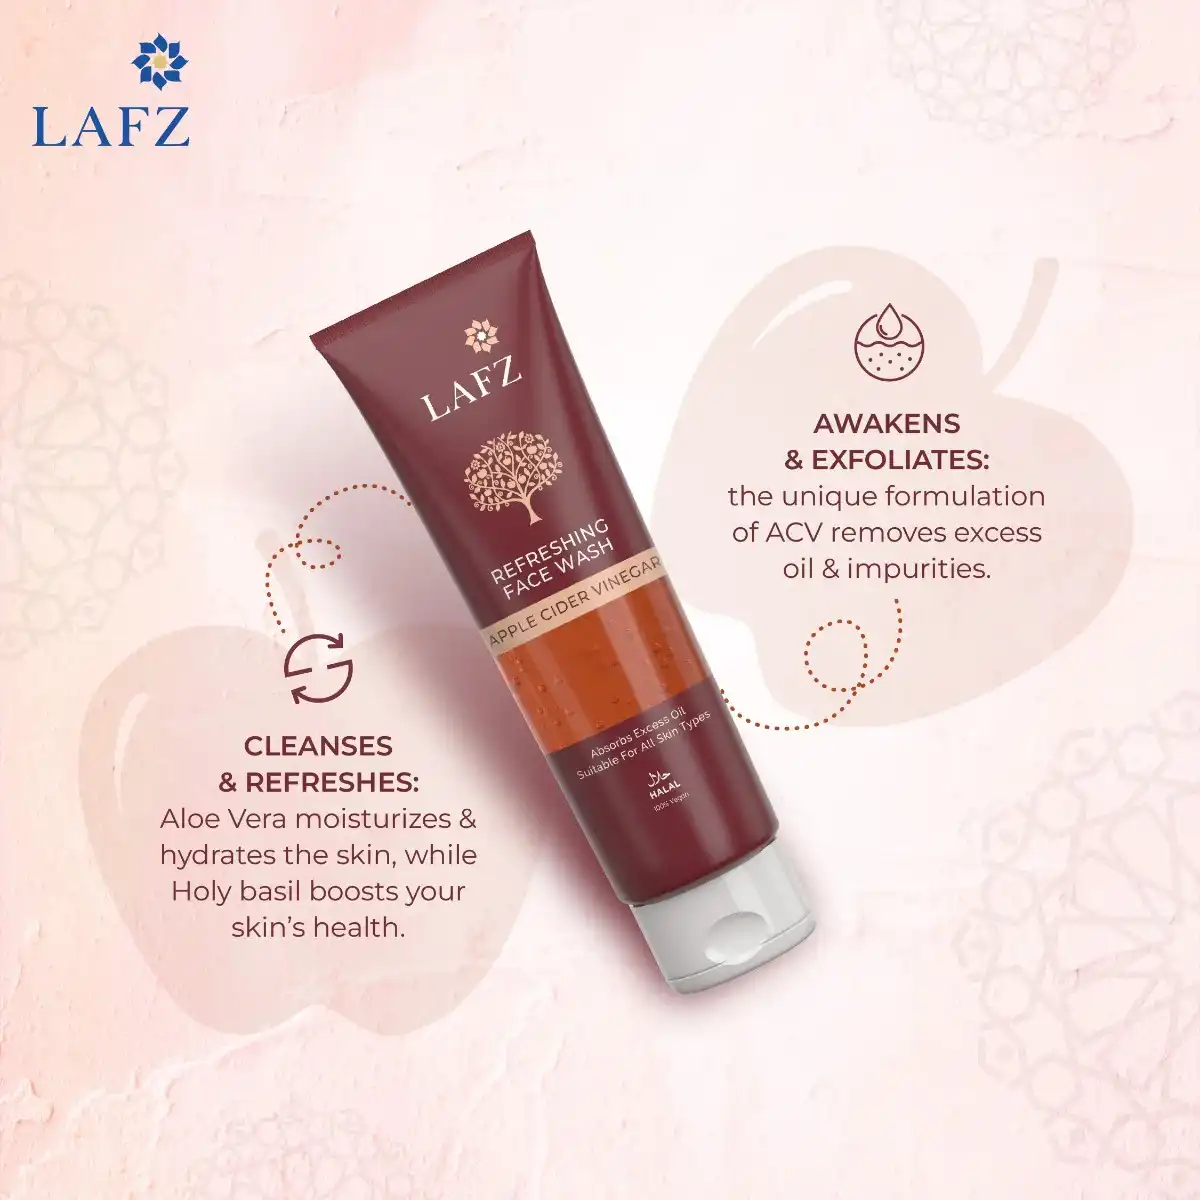 LAFZ
LAFZ
REFRESHING
FACE WASH
APPLE CIDER VINEGAR
Absorbs Excess Oil
Suitable For All Skin Types
حلال
HALAL
100% Vegan
AWAKENS
& EXFOLIATES:
the unique formulation
of ACV removes excess
oil & impurities.
CLEANSES
& REFRESHES:
Aloe Vera moisturizes &
hydrates the skin, while
Holy basil boosts your
skin's health.